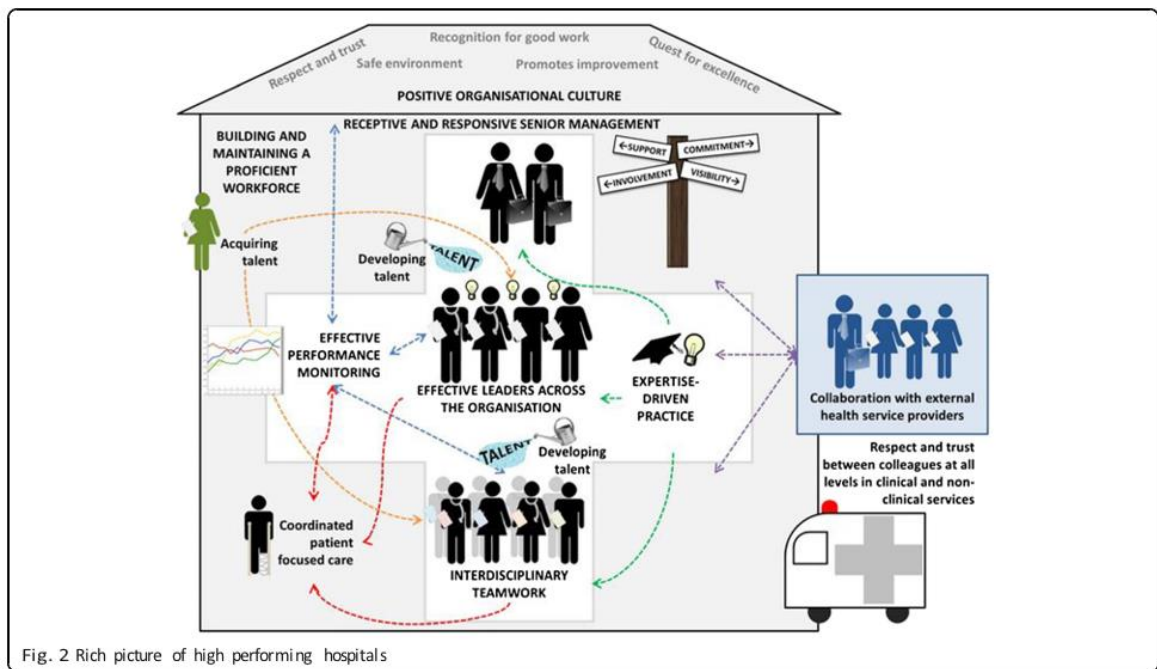 Recognition for good work
Respect and trust
Quest for excellence
Safe environment
Promotes improvement
POSITIVE ORGANISATIONAL CULTURE
RECEPTIVE AND RESPONSIVE SENIOR MANAGEMENT
BUILDING AND
MAINTAINING A
PROFICIENT
WORKFORCE
←SUPPORT
COMMITMENT→
←INVOLVEMENT
VISIBILITY→
Acquiring
talent
Developing
talent
TALENT
EFFECTIVE
PERFORMANCE
MONITORING
EFFECTIVE LEADERS ACROSS
THE ORGANISATION
EXPERTISE-
DRIVEN
PRACTICE
Collaboration with external
health service providers
TALENT
Developing
talent
Respect and trust
between colleagues at all
levels in clinical and non-
clinical services
Coordinated
patient
focused care
INTERDISCIPLINARY
TEAMWORK
Fig. 2 Rich picture of high performing hospitals